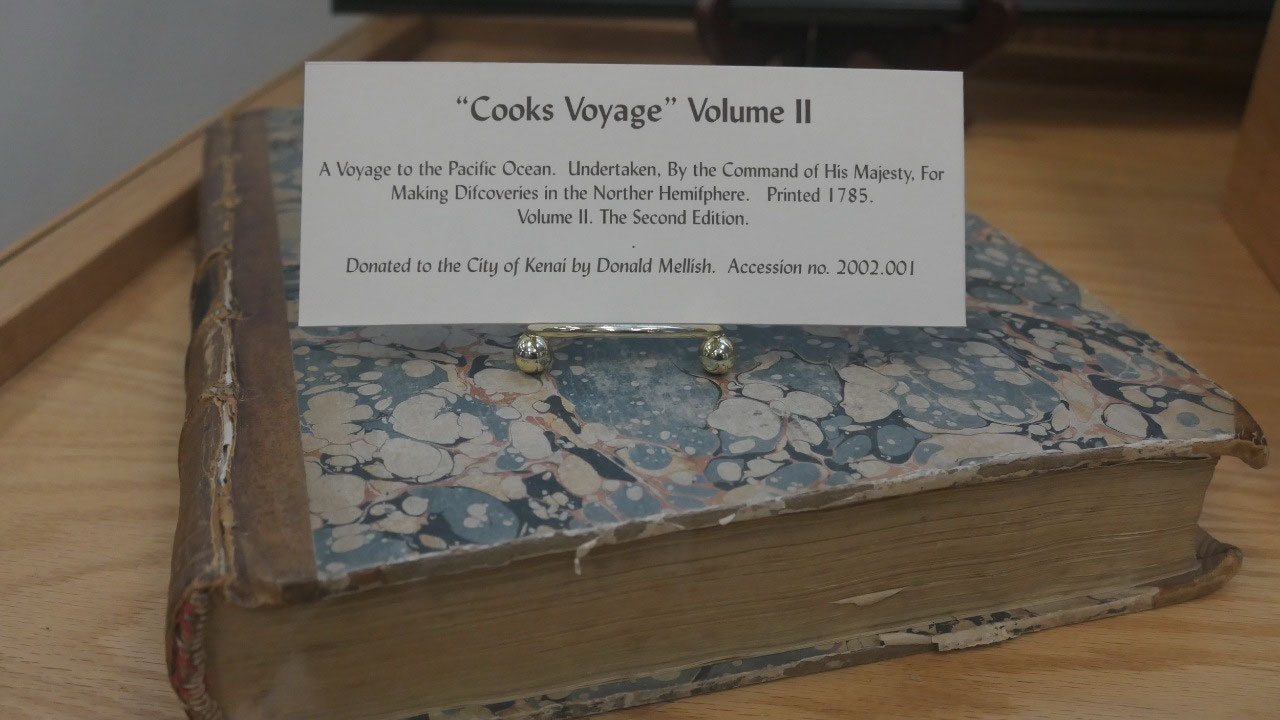 “Cooks Voyage” Volume II
A Voyage to the Pacific Ocean. Undertaken, By the Command of His Majesty, For
Making Difcoveries in the Norther Hemifphere. Printed 1785.
Volume II. The Second Edition.
Donated to the City of Kenai by Donald Mellish. Accession no. 2002.001